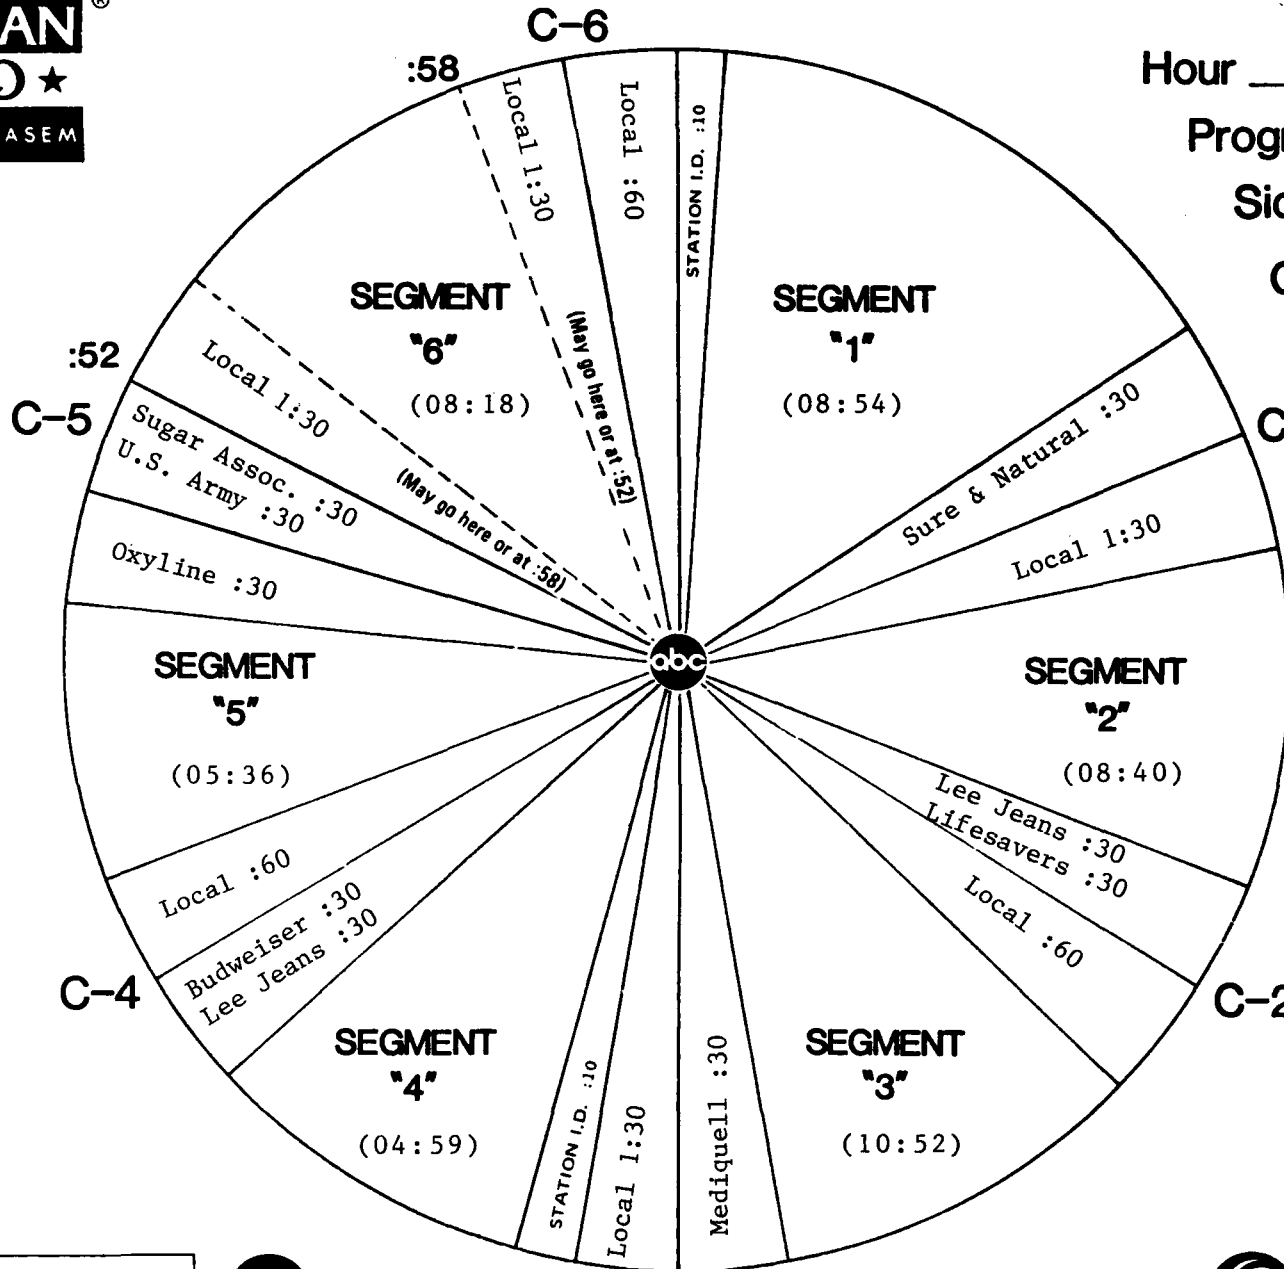 AN
®
ASEM
Hour
C-6
:58
Local 1:30
Local :60
STATION I.D. :10
SEGMENT
"1"
(08:54)
Sure & Natural :30
Local 1:30
SEGMENT
"2"
(08:40)
Lee Jeans :30
Lifesavers :30
C-2
Local :60
SEGMENT
"3"
(10:52)
Mediquell :30
Local 1:30
STATION I.D. :10
SEGMENT
"4"
(04:59)
Budweiser :30
Lee Jeans :30
C-4
Local :60
SEGMENT
"5"
(05:36)
Oxyline :30
Sugar Assoc. :30
U.S. Army :30
C-5
:52
Local 1:30
(May go here or at :58)
SEGMENT
"6"
(08:18)
(May go here or at :52)
abc